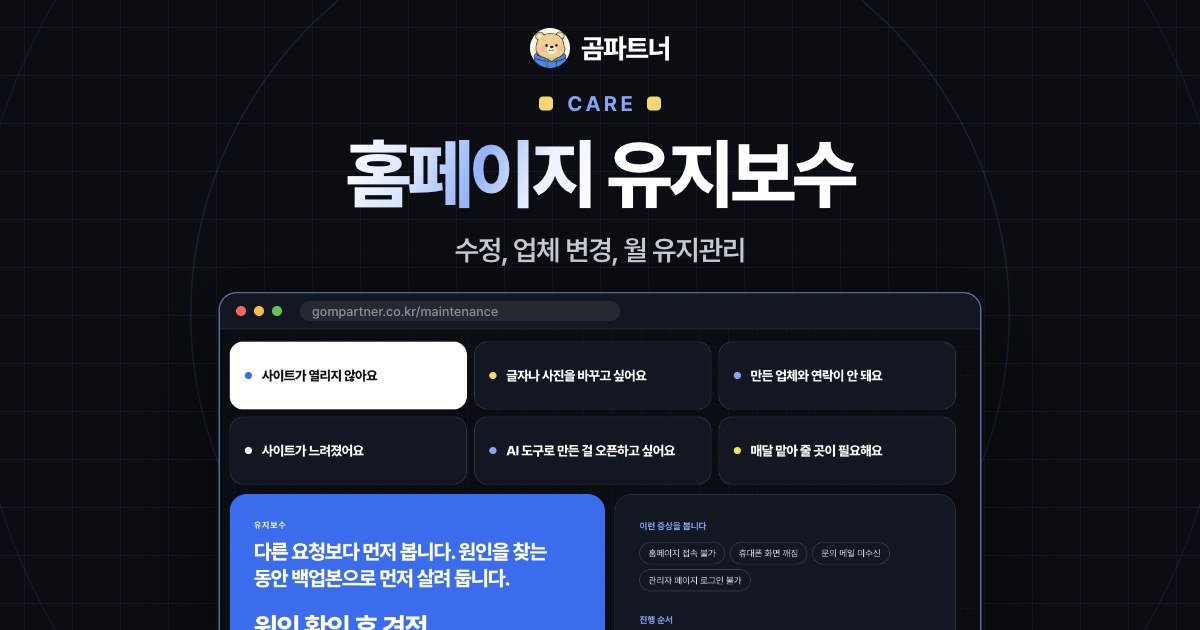 곰파트너
CARE
홈페이지 유지보수
수정, 업체 변경, 월 유지관리
gompartner.co.kr/maintenance
사이트가 열리지 않아요
글자나 사진을 바꾸고 싶어요
만든 업체와 연락이 안 돼요
사이트가 느려졌어요
AI 도구로 만든 걸 오픈하고 싶어요
매달 맡아 줄 곳이 필요해요
유지보수
다른 요청보다 먼저 봅니다. 원인을 찾는
동안 백업본으로 먼저 살려 둡니다.
원인 확인 후 견적
이런 증상을 봅니다
홈페이지 접속 불가
휴대폰 화면 깨짐
문의 메일 미수신
관리자 페이지 로그인 불가
진행 순서